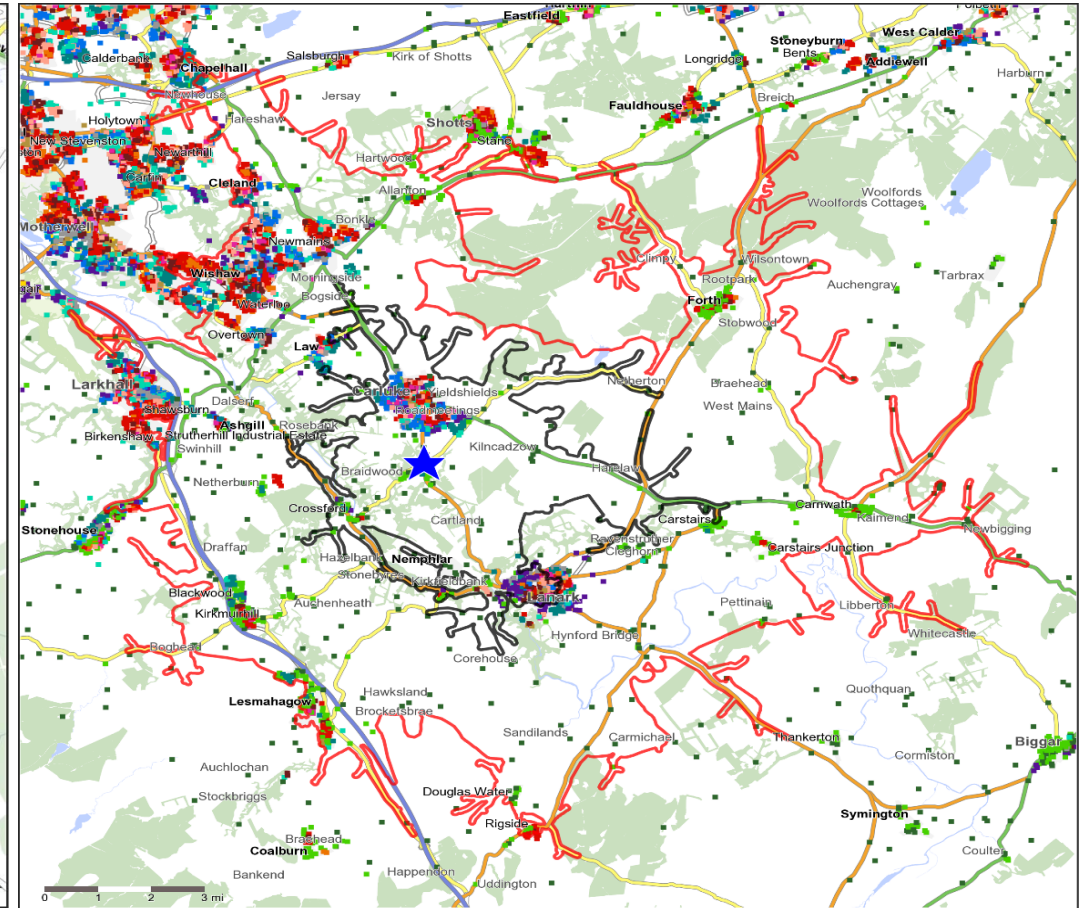 Eastfield
Salsburgh
Kirk of Shotts
Calderbank
Chapelhall
Stoneyburn
Bents
West Calder
Longridge
Addiewell
Harburn
Newhouse
Jersay
Fauldhouse
Breich
Holytown
Hareshaw
Shotts
Stane
New Stevenston
Newarthill
Carfin
Hartwood
Cleland
Allanton
Woolfords
Woolfords Cottages
Motherwell
Bonkle
Newmains
Wishaw
Morningside
Climpy
Wilsontown
Rootpark
Tarbrax
Auchengray
Bogside
Waterloo
Forth
Stobwood
Overtown
Law
Larkhall
Carluke
Yieldshields
Netherton
Braehead
Dalserf
Roadmeetings
West Mains
Shawsburn
Ashgill
Rosebank
Birkenshaw
Strutherhill Industrial Estate
Swinhill
Kilncadzow
Braidwood
Harelaw
Netherburn
Crossford
Carnwath
Kaimend
Stonehouse
Cartland
Carstairs
Newbigging
Draffan
Ravenstruther
Cleghorn
Carstairs Junction
Hazelbank
Nemphlar
Stonebyres
Kirkfieldbank
Blackwood
Auchenheath
Lanark
Pettinain
Libberton
Kirkmuirhill
Hynford Bridge
Whitecastle
Boghead
Corehouse
Lesmahagow
Hawksland
Brocketsbrae
Quothquan
Sandilands
Carmichael
Thankerton
Biggar
Cormiston
Auchlochan
Stockbriggs
Douglas Water
Rigside
Symington
Braehead
Coalburn
Coulter
Bankend
Happendon
Uddington
0 1 2 3 mi